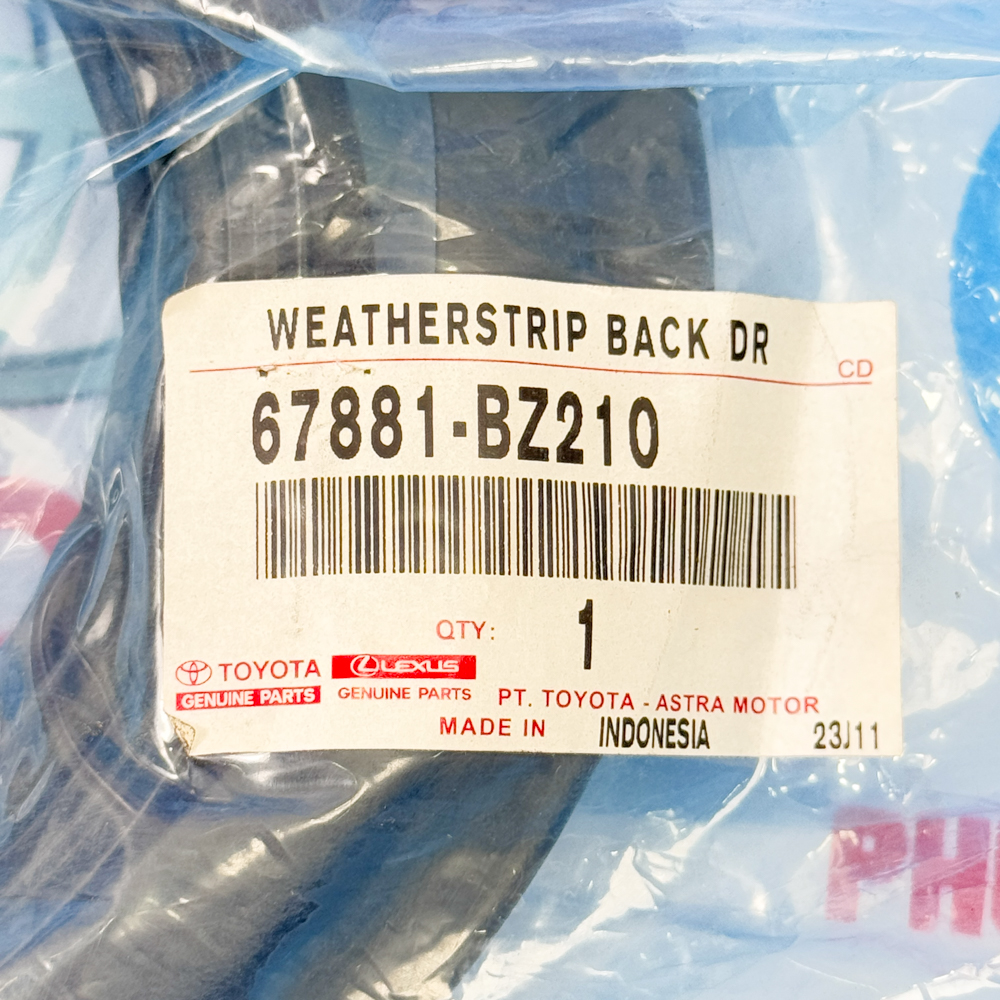 WEATHERSTRIP BACK DR
CD
67881-BZ210
QTY: 1
TOYOTA
GENUINE PARTS
LEXUS
GENUINE PARTS
PT. TOYOTA - ASTRA MOTOR
MADE IN INDONESIA 23J11